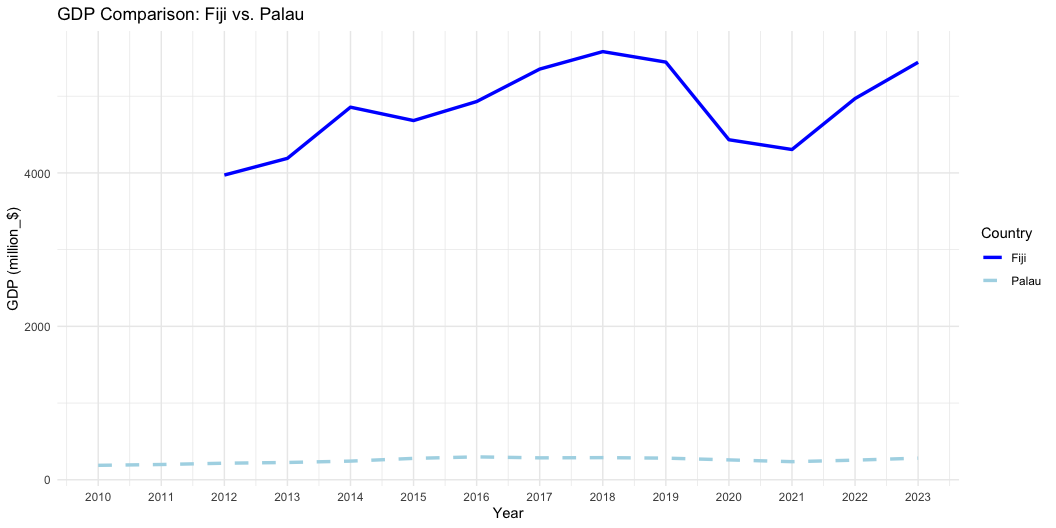 GDP Comparison: Fiji vs. Palau
GDP (million_$)
4000
2000
0
2010 2011 2012 2013 2014 2015 2016 2017 2018 2019 2020 2021 2022 2023
Year
Country
Fiji
Palau